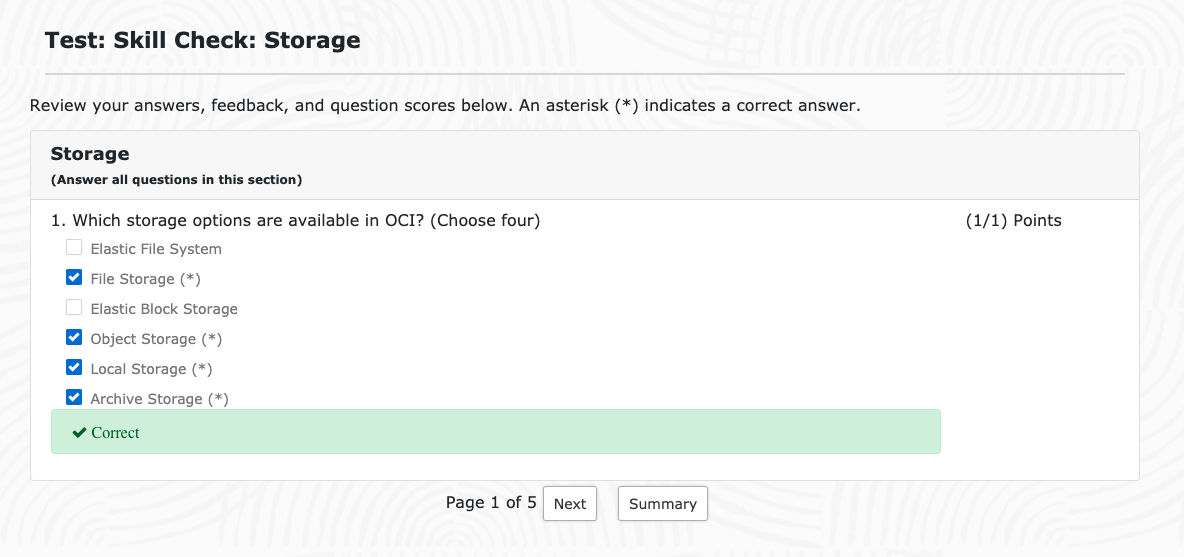 Test: Skill Check: Storage
Review your answers, feedback, and question scores below. An asterisk (*) indicates a correct answer.
Storage
(Answer all questions in this section)
1. Which storage options are available in OCI? (Choose four) (1/1) Points
Elastic File System
File Storage (*)
Elastic Block Storage
Object Storage (*)
Local Storage (*)
Archive Storage (*)
Correct
Page 1 of 5 Next Summary